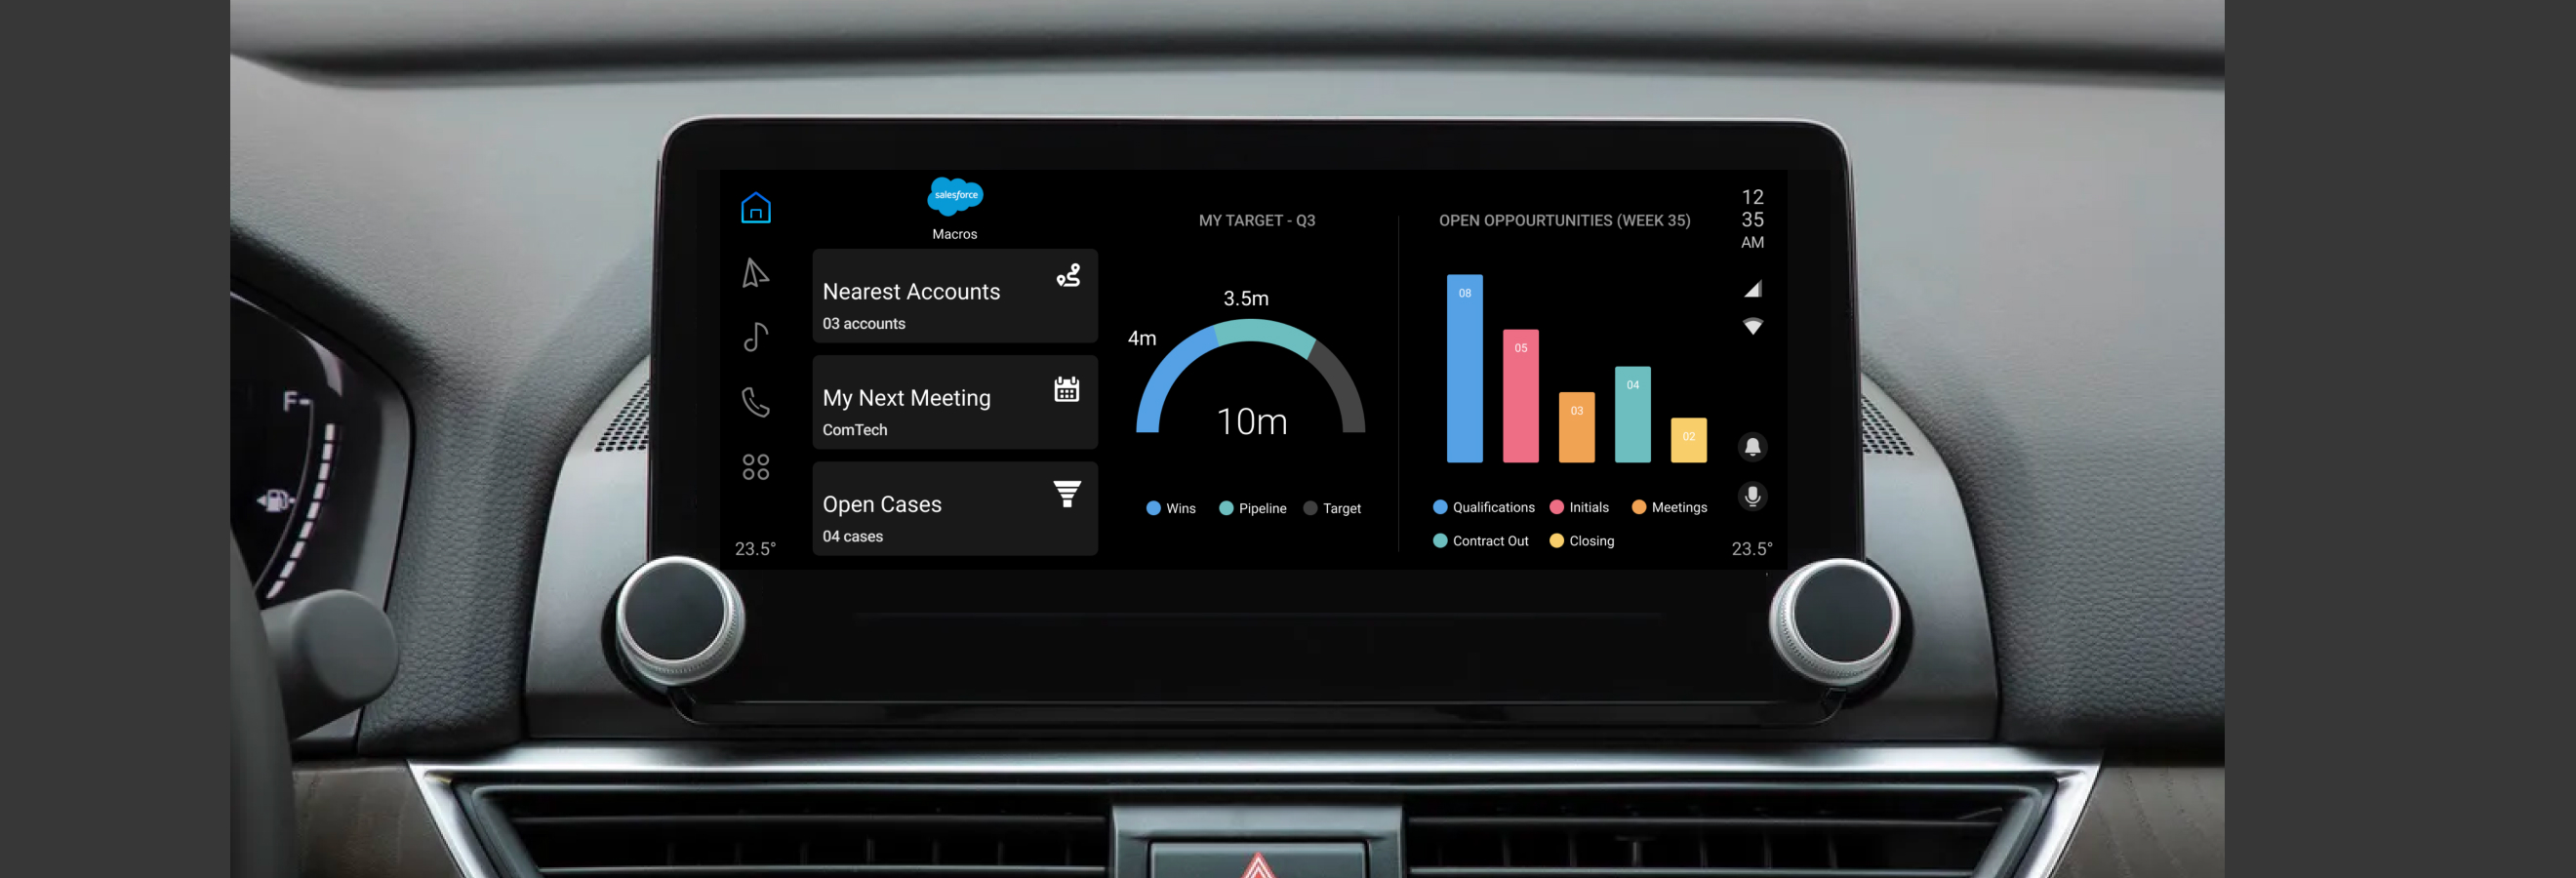 salesforce
Macros
Nearest Accounts
03 accounts
My Next Meeting
ComTech
Open Cases
04 cases
23.5°
MY TARGET - Q3
3.5m
4m
10m
Wins Pipeline Target
OPEN OPPOURTUNITIES (WEEK 35)
08
05
03
04
02
Qualifications Initials Meetings
Contract Out Closing
12
35
AM
23.5°
F